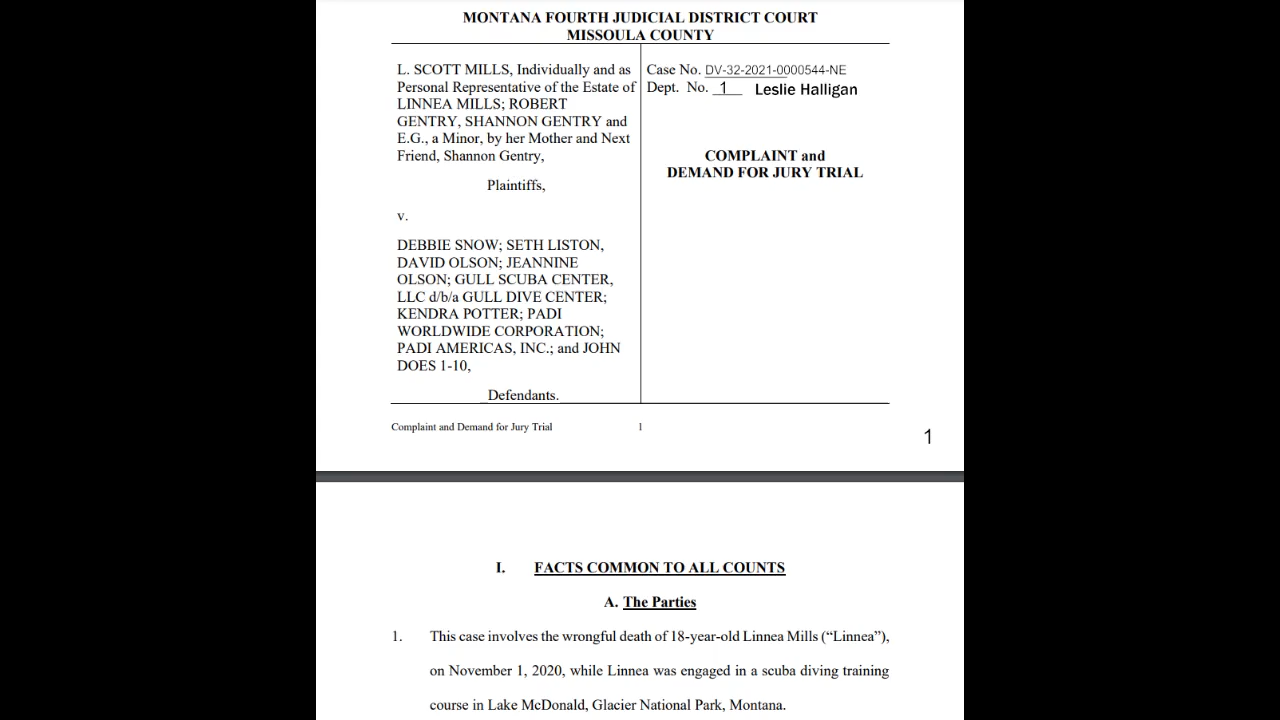 MONTANA FOURTH JUDICIAL DISTRICT COURT
MISSOULA COUNTY
L. SCOTT MILLS, Individually and as
Personal Representative of the Estate of
LINNEA MILLS; ROBERT
GENTRY, SHANNON GENTRY and
E.G., a Minor, by her Mother and Next
Friend, Shannon Gentry,
Plaintiffs,
v.
DEBBIE SNOW; SETH LISTON,
DAVID OLSON; JEANNINE
OLSON; GULL SCUBA CENTER,
LLC d/b/a GULL DIVE CENTER;
KENDRA POTTER; PADI
WORLDWIDE CORPORATION;
PADI AMERICAS, INC.; and JOHN
DOES 1-10,
Defendants.
Case No. DV-32-2021-0000544-NE
Dept. No. 1 Leslie Halligan
COMPLAINT and
DEMAND FOR JURY TRIAL
Complaint and Demand for Jury Trial 1
1
I. FACTS COMMON TO ALL COUNTS
A. The Parties
1. This case involves the wrongful death of 18-year-old Linnea Mills (“Linnea”),
on November 1, 2020, while Linnea was engaged in a scuba diving training
course in Lake McDonald, Glacier National Park, Montana.